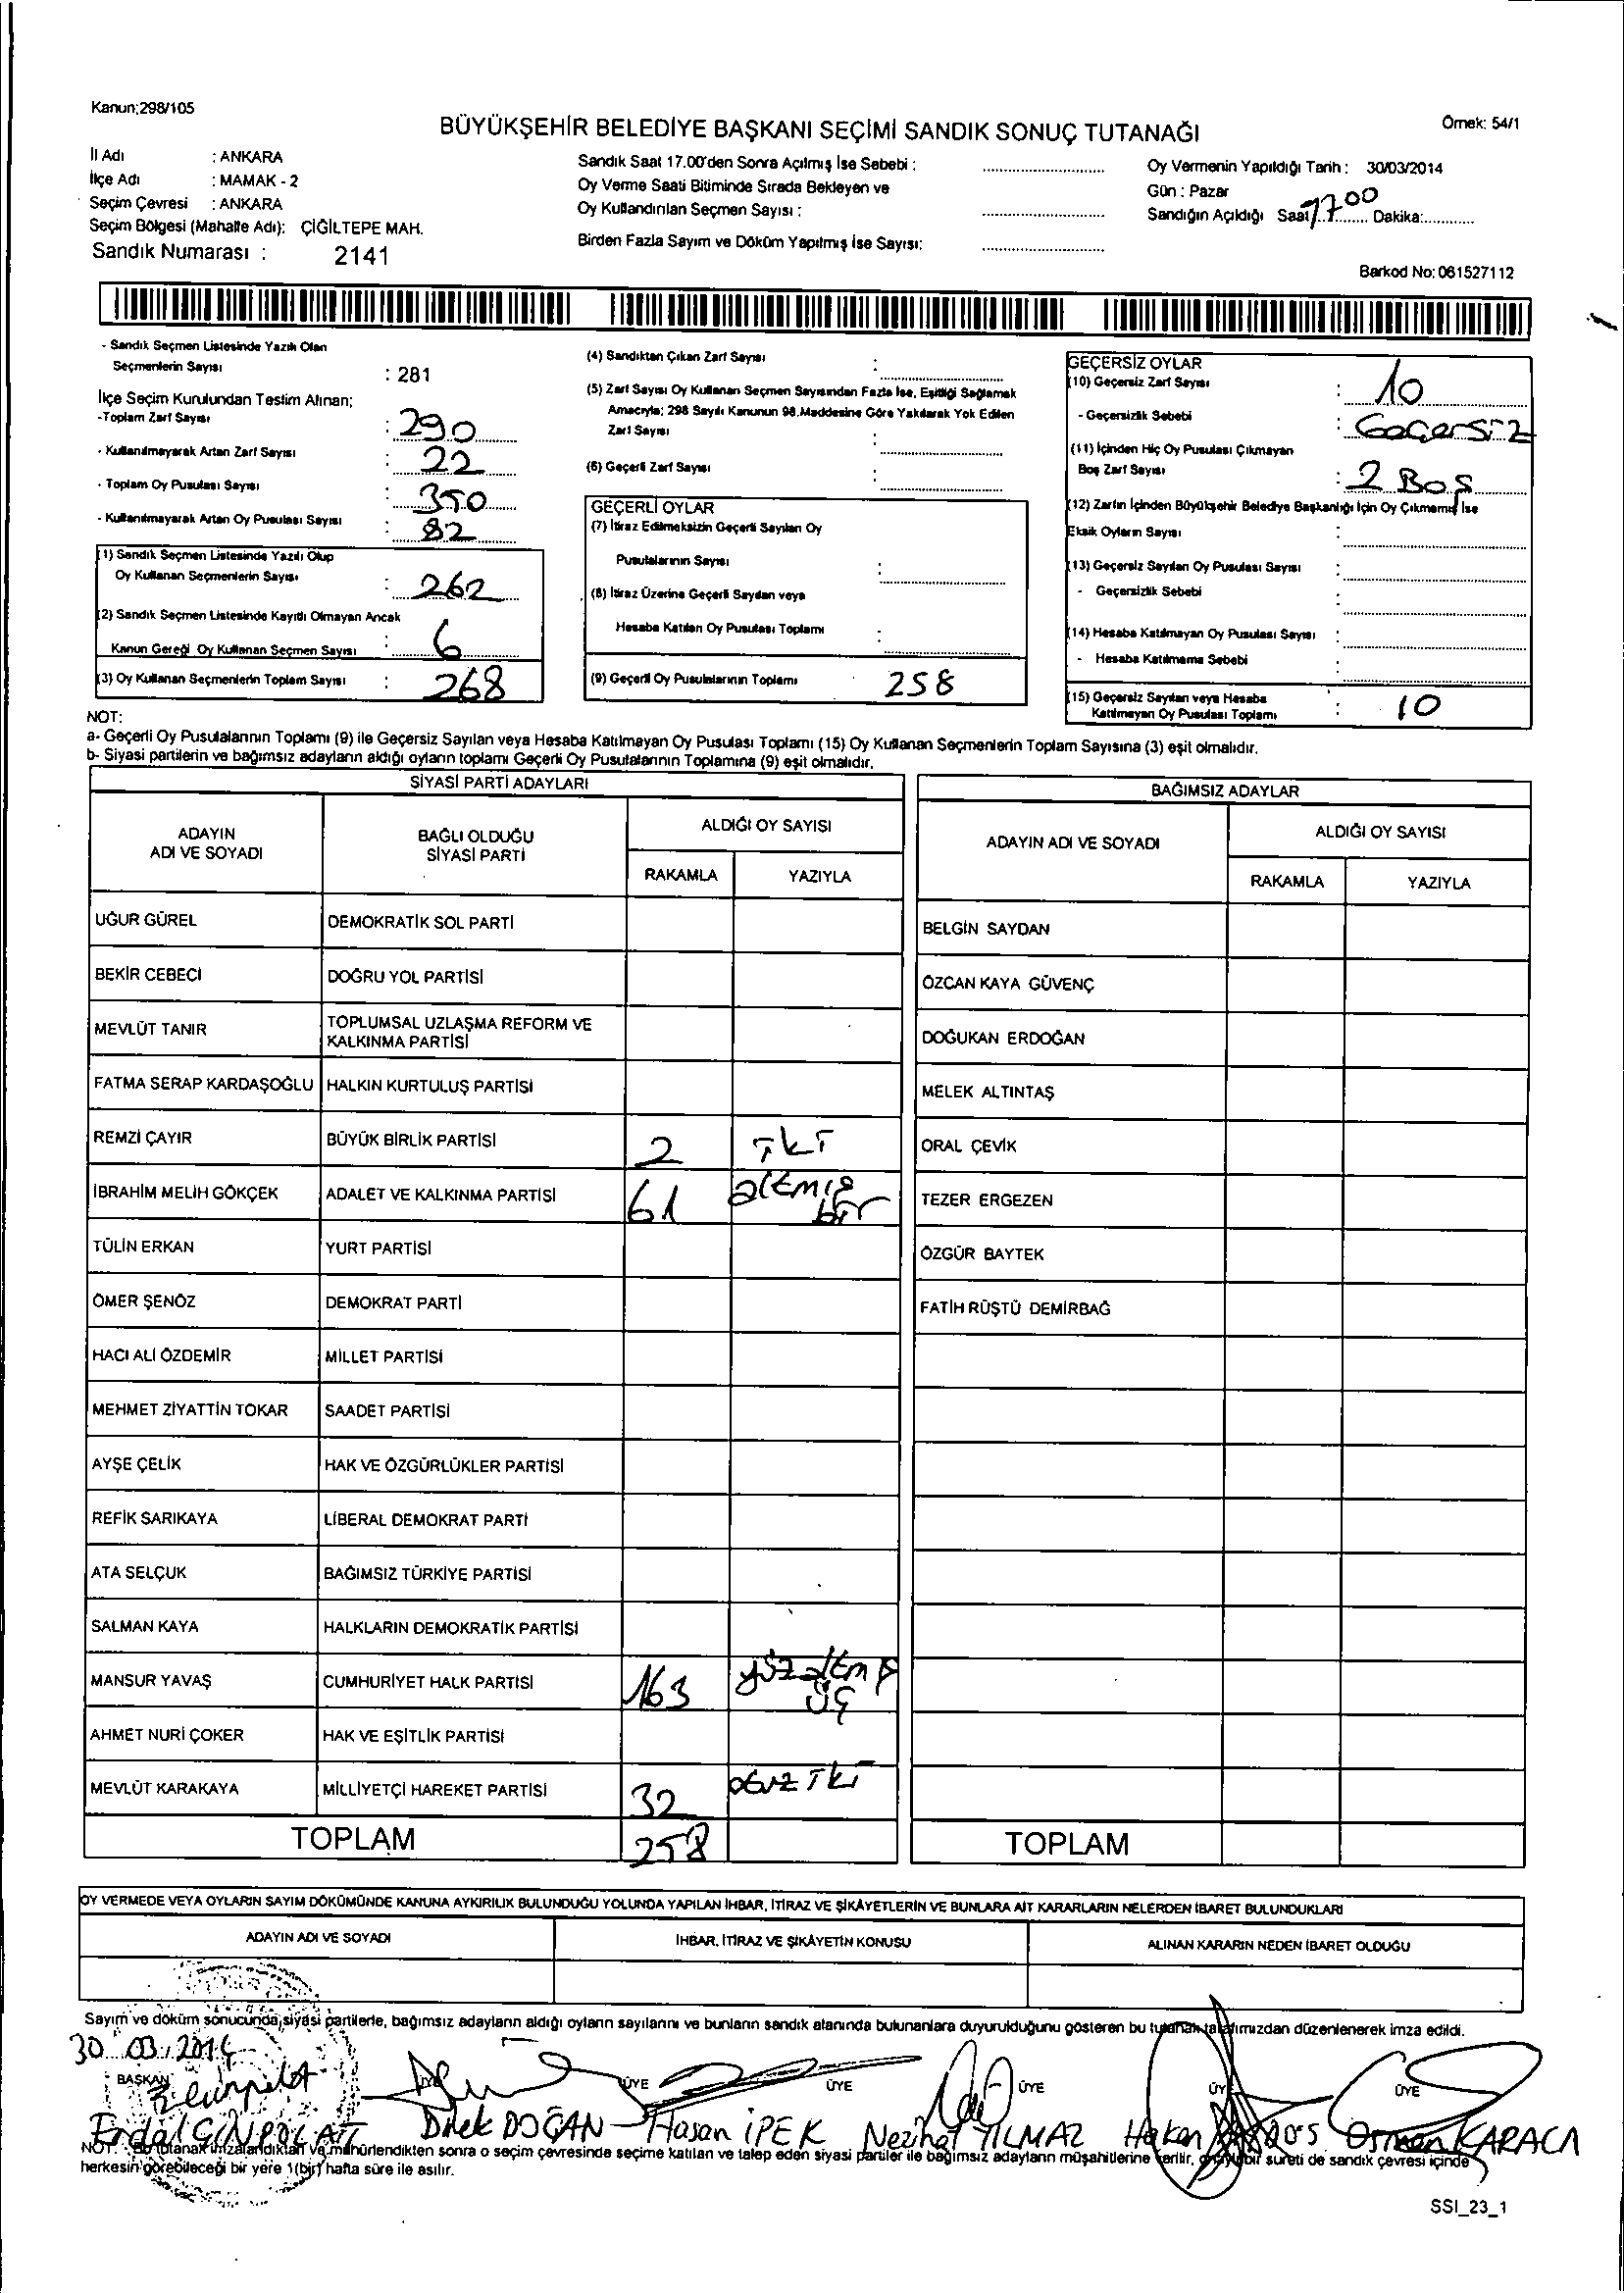 Kanun;298/105
BÜYÜKŞEHİR BELEDİYE BAŞKANI SEÇİMİ SANDIK SONUÇ TUTANAĞI
Örnek: 54/1
İl Adı : ANKARA
İlçe Adı : MAMAK - 2
Seçim Çevresi : ANKARA
Seçim Bölgesi (Mahalle Adı): ÇİĞİLTEPE MAH.
Sandık Numarası : 2141
Sandık Saat 17.00'den Sonra Açılmış İse Sebebi :
Oy Verme Saati Bitiminde Sırada Bekleyen ve
Oy Kullandırılan Seçmen Sayısı :
Birden Fazla Sayım ve Döküm Yapılmış İse Sayısı:
Oy Vermenin Yapıldığı Tarih : 30/03/2014
Gün : Pazar
Sandığın Açıldığı Saat 1700 Dakika:
Barkod No: 061527112
- Sandık Seçmen Listesinde Yazılı Olan
Seçmenlerin Sayısı : 281
İlçe Seçim Kurulundan Teslim Alınan;
-Toplam Zarf Sayısı : 290
- Kullanılmayarak Artan Zarf Sayısı : 22
- Toplam Oy Pusulası Sayısı : 350
- Kullanılmayarak Artan Oy Pusulası Sayısı : 82
(1) Sandık Seçmen Listesinde Yazılı Olup
Oy Kullanan Seçmenlerin Sayısı : 262
(2) Sandık Seçmen Listesinde Kayıtlı Olmayan Ancak
Kanun Gereği Oy Kullanan Seçmen Sayısı : 6
(3) Oy Kullanan Seçmenlerin Toplam Sayısı : 268
(4) Sandıktan Çıkan Zarf Sayısı :
(5) Zarf Sayısı Oy Kullanan Seçmen Sayısından Fazla İse, Eşitliği Sağlamak
Amacıyla; 298 Sayılı Kanunun 98.Maddesine Göre Yakılarak Yok Edilen
Zarf Sayısı :
(6) Geçerli Zarf Sayısı :
GEÇERLİ OYLAR
(7) İtiraz Edilmeksizin Geçerli Sayılan Oy
Pusulalarının Sayısı :
(8) İtiraz Üzerine Geçerli Sayılan veya
Hesaba Katılan Oy Pusulası Toplamı :
(9) Geçerli Oy Pusulalarının Toplamı 258
GEÇERSİZ OYLAR
(10) Geçersiz Zarf Sayısı : 10
- Geçersizlik Sebebi : Geçersiz
(11) İçinden Hiç Oy Pusulası Çıkmayan
Boş Zarf Sayısı : 2 Boş
(12) Zarfın İçinden Büyükşehir Belediye Başkanlığı İçin Oy Çıkmamış İse
Eksik Oyların Sayısı :
(13) Geçersiz Sayılan Oy Pusulası Sayısı :
- Geçersizlik Sebebi :
(14) Hesaba Katılmayan Oy Pusulası Sayısı :
- Hesaba Katılmama Sebebi :
(15) Geçersiz Sayılan veya Hesaba
Katılmayan Oy Pusulası Toplamı : 10
NOT:
a- Geçerli Oy Pusulalarının Toplamı (9) ile Geçersiz Sayılan veya Hesaba Katılmayan Oy Pusulası Toplamı (15) Oy Kullanan Seçmenlerin Toplam Sayısına (3) eşit olmalıdır.
b- Siyasi partilerin ve bağımsız adayların aldığı oyların toplamı Geçerli Oy Pusulalarının Toplamına (9) eşit olmalıdır.
SİYASİ PARTİ ADAYLARI
ADAYIN ADI VE SOYADI BAĞLI OLDUĞU SİYASİ PARTİ ALDIĞI OY SAYISI
RAKAMLA YAZIYLA
UĞUR GÜREL DEMOKRATİK SOL PARTİ
BEKİR CEBECİ DOĞRU YOL PARTİSİ
MEVLÜT TANIR TOPLUMSAL UZLAŞMA REFORM VE KALKINMA PARTİSİ
FATMA SERAP KARDAŞOĞLU HALKIN KURTULUŞ PARTİSİ
REMZİ ÇAYIR BÜYÜK BİRLİK PARTİSİ 2 İKİ
İBRAHİM MELİH GÖKÇEK ADALET VE KALKINMA PARTİSİ 61 altmış bir
TÜLİN ERKAN YURT PARTİSİ
ÖMER ŞENÖZ DEMOKRAT PARTİ
HACI ALİ ÖZDEMİR MİLLET PARTİSİ
MEHMET ZİYATTİN TOKAR SAADET PARTİSİ
AYŞE ÇELİK HAK VE ÖZGÜRLÜKLER PARTİSİ
REFİK SARIKAYA LİBERAL DEMOKRAT PARTİ
ATA SELÇUK BAĞIMSIZ TÜRKİYE PARTİSİ
SALMAN KAYA HALKLARIN DEMOKRATİK PARTİSİ
MANSUR YAVAŞ CUMHURİYET HALK PARTİSİ 163 yüz altmış üç
AHMET NURİ ÇOKER HAK VE EŞİTLİK PARTİSİ
MEVLÜT KARAKAYA MİLLİYETÇİ HAREKET PARTİSİ 32 otuz İki
TOPLAM 258
BAĞIMSIZ ADAYLAR
ADAYIN ADI VE SOYADI ALDIĞI OY SAYISI
RAKAMLA YAZIYLA
BELGİN SAYDAN
ÖZCAN KAYA GÜVENÇ
DOĞUKAN ERDOĞAN
MELEK ALTINTAŞ
ORAL ÇEVİK
TEZER ERGEZEN
ÖZGÜR BAYTEK
FATİH RÜŞTÜ DEMİRBAĞ
TOPLAM
OY VERMEDE VEYA OYLARIN SAYIM DÖKÜMÜNDE KANUNA AYKIRILIK BULUNDUĞU YOLUNDA YAPILAN İHBAR, İTİRAZ VE ŞİKÂYETLERİN VE BUNLARA AİT KARARLARIN NELERDEN İBARET BULUNDUKLARI
ADAYIN ADI VE SOYADI İHBAR, İTİRAZ VE ŞİKÂYETİN KONUSU ALINAN KARARIN NEDEN İBARET OLDUĞU
Sayım ve döküm sonucunda, siyasi partilerle, bağımsız adayların aldığı oyların sayılarını ve bunların sandık alanında bulunanlara duyurulduğunu gösteren bu tutanak tarafımızdan düzenlenerek imza edildi.
30.03.2014
BAŞKAN ÜYE ÜYE ÜYE ÜYE ÜYE ÜYE
Erdal Dilek DOĞAN Hasan İPEK Nezihat YILMAZ Hakan Osman KARACA
NOT: Bu tutanak imzalandıktan ve mühürlendikten sonra o seçim çevresinde seçime katılan ve talep eden siyasi partiler ile bağımsız adayların müşahitlerine verilir, onaylı bir sureti de sandık çevresi içinde
herkesin görebileceği bir yere 1(bir) hafta süre ile asılır.
SSI_23_1